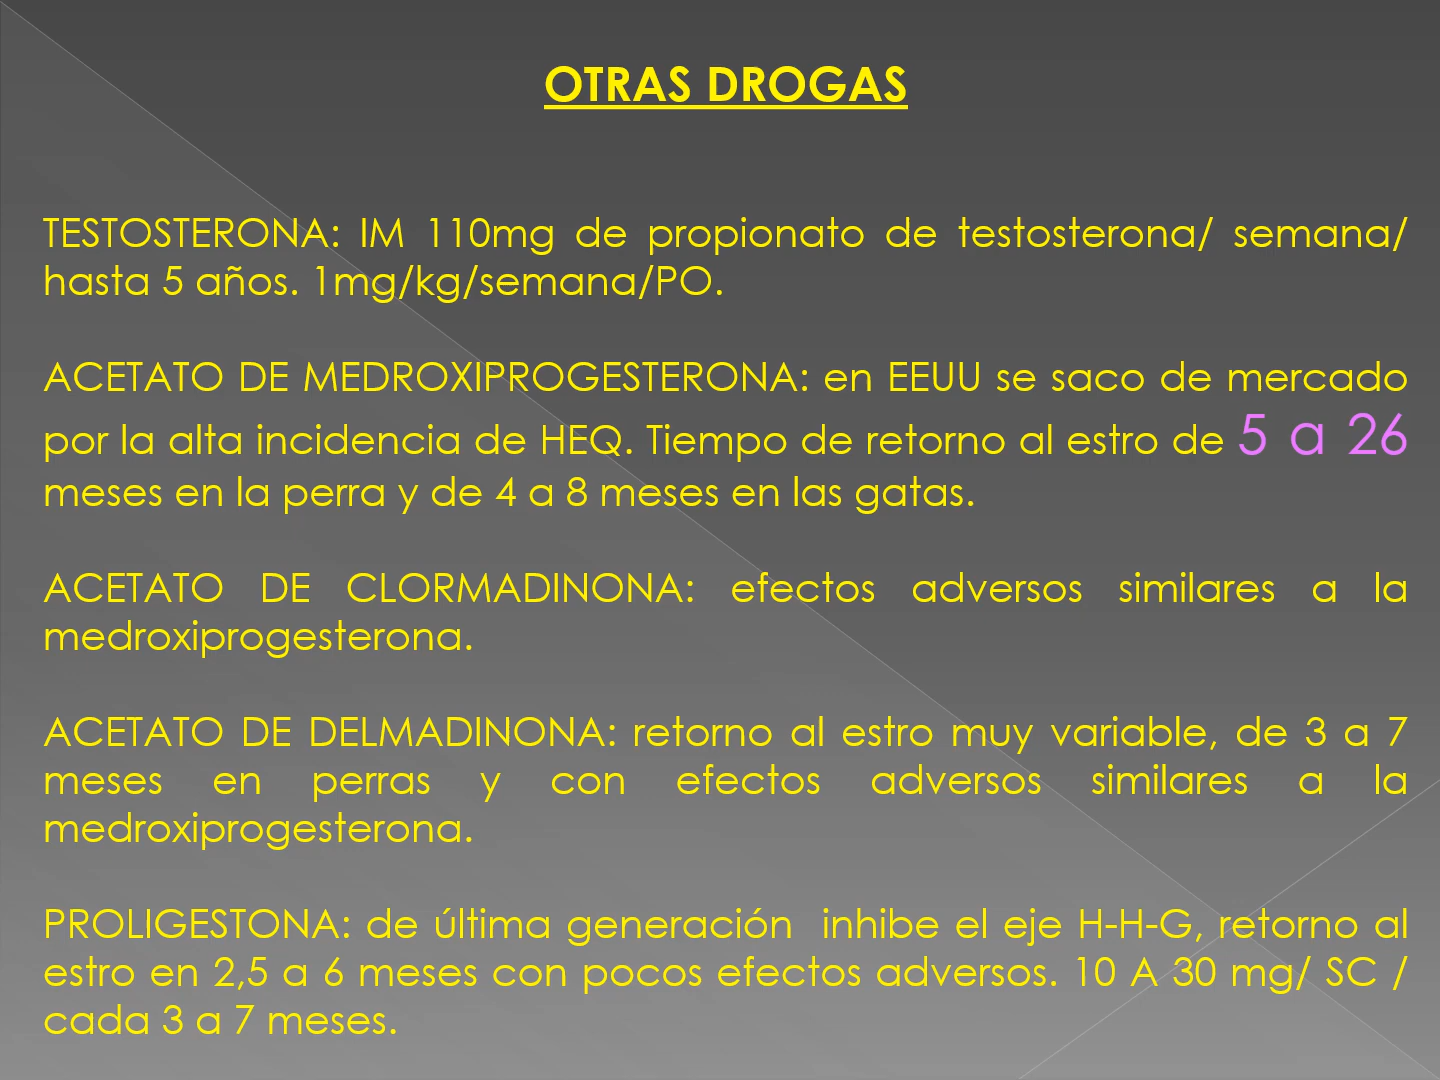 OTRAS DROGAS
TESTOSTERONA: IM 110mg de propionato de testosterona/ semana/
hasta 5 años. 1mg/kg/semana/PO.
ACETATO DE MEDROXIPROGESTERONA: en EEUU se saco de mercado
por la alta incidencia de HEQ. Tiempo de retorno al estro de 5 a 26
meses en la perra y de 4 a 8 meses en las gatas.
ACETATO DE CLORMADINONA: efectos adversos similares a la
medroxiprogesterona.
ACETATO DE DELMADINONA: retorno al estro muy variable, de 3 a 7
meses en perras y con efectos adversos similares a la
medroxiprogesterona.
PROLIGESTONA: de última generación inhibe el eje H-H-G, retorno al
estro en 2,5 a 6 meses con pocos efectos adversos. 10 A 30 mg/ SC /
cada 3 a 7 meses.